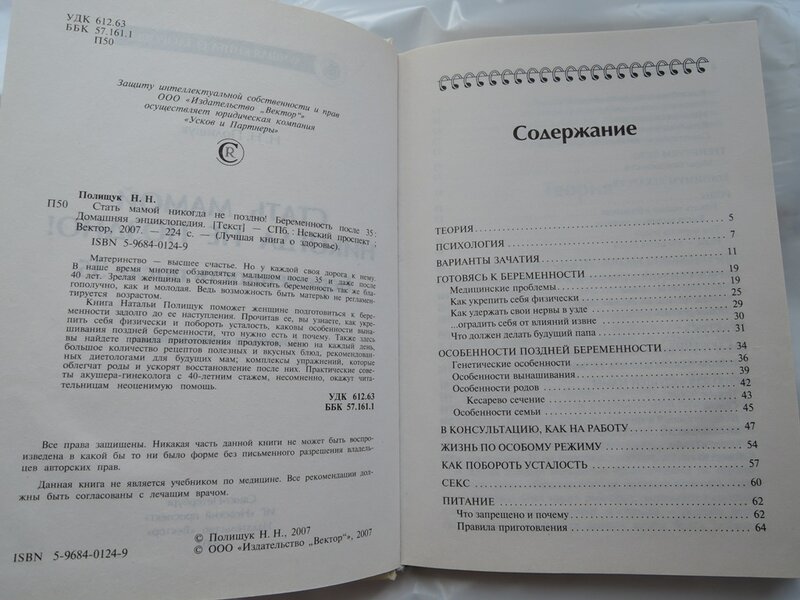 УДК 612.63
ББК 57.161.1
П50
Защиту интеллектуальной собственности и прав
ООО «Издательство „Вектор“»
осуществляет юридическая компания
«Усков и Партнеры»
CR
Полищук Н. Н.
П50 Стать мамой никогда не поздно! Беременность после 35:
Домашняя энциклопедия. [Текст] — СПб.: Невский проспект;
Вектор, 2007. – 224 с. — (Лучшая книга о здоровье).
ISBN 5-9684-0124-9
Материнство — высшее счастье. Но у каждой своя дорога к нему.
В наше время многие обзаводятся малышом после 35 и даже после
40 лет. Зрелая женщина в состоянии выносить беременность так же бла-
гополучно, как и молодая. Ведь возможность быть матерью не регламен-
тируется возрастом.
Книга Натальи Полищук поможет женщине подготовиться к бере-
менности задолго до ее наступления. Прочитав ее, вы узнаете, как укре-
пить себя физически и побороть усталость, каковы особенности вына-
шивания поздней беременности, что нужно есть и почему. Также здесь
вы найдете правила приготовления продуктов, меню на каждый день,
большое количество рецептов полезных и вкусных блюд, рекомендован-
ных диетологами для будущих мам; комплексы упражнений, которые
облегчат роды и ускорят восстановление после них. Практические сове-
ты акушера-гинеколога с 40-летним стажем, несомненно, окажут чита-
тельницам неоценимую помощь.
УДК 612.63
ББК 57.161.1
Все права защищены. Никакая часть данной книги не может быть воспро-
изведена в какой бы то ни было форме без письменного разрешения владель-
цев авторских прав.
Данная книга не является учебником по медицине. Все рекомендации дол-
жны быть согласованы с лечащим врачом.
© Полищук Н. Н., 2007
© ООО «Издательство „Вектор“», 2007
ISBN 5-9684-0124-9
Содержание
ТЕОРИЯ 5
ПСИХОЛОГИЯ 7
ВАРИАНТЫ ЗАЧАТИЯ 11
ГОТОВЯСЬ К БЕРЕМЕННОСТИ 19
Медицинские проблемы 19
Как укрепить себя физически 25
Как удержать свои нервы в узде 29
...оградить себя от влияний извне 30
Что должен делать будущий папа 31
ОСОБЕННОСТИ ПОЗДНЕЙ БЕРЕМЕННОСТИ 34
Генетические особенности 36
Особенности вынашивания 39
Особенности родов 42
Кесарево сечение 43
Особенности семьи 45
В КОНСУЛЬТАЦИЮ, КАК НА РАБОТУ 47
ЖИЗНЬ ПО ОСОБОМУ РЕЖИМУ 54
КАК ПОБОРОТЬ УСТАЛОСТЬ 57
СЕКС 60
ПИТАНИЕ 62
Что запрещено и почему 62
Правила приготовления 64